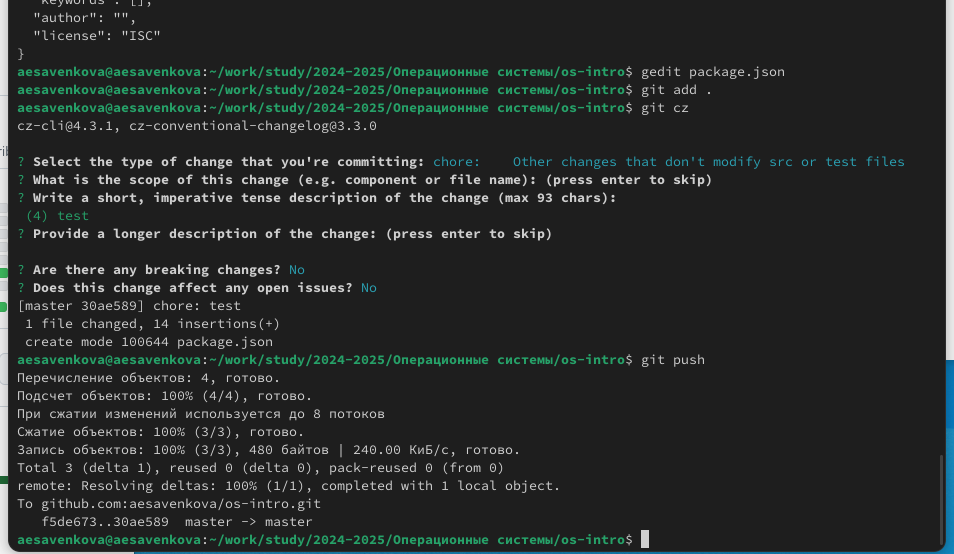 "keywords": [],
  "author": "",
  "license": "ISC"
}
aesavenkova@aesavenkova:~/work/study/2024-2025/Операционные системы/os-intro$ gedit package.json
aesavenkova@aesavenkova:~/work/study/2024-2025/Операционные системы/os-intro$ git add .
aesavenkova@aesavenkova:~/work/study/2024-2025/Операционные системы/os-intro$ git cz
cz-cli@4.3.1, cz-conventional-changelog@3.3.0

? Select the type of change that you're committing: chore:    Other changes that don't modify src or test files
? What is the scope of this change (e.g. component or file name): (press enter to skip)
? Write a short, imperative tense description of the change (max 93 chars):
 (4) test
? Provide a longer description of the change: (press enter to skip)

? Are there any breaking changes? No
? Does this change affect any open issues? No
[master 30ae589] chore: test
 1 file changed, 14 insertions(+)
 create mode 100644 package.json
aesavenkova@aesavenkova:~/work/study/2024-2025/Операционные системы/os-intro$ git push
Перечисление объектов: 4, готово.
Подсчет объектов: 100% (4/4), готово.
При сжатии изменений используется до 8 потоков
Сжатие объектов: 100% (3/3), готово.
Запись объектов: 100% (3/3), 480 байтов | 240.00 КиБ/с, готово.
Total 3 (delta 1), reused 0 (delta 0), pack-reused 0 (from 0)
remote: Resolving deltas: 100% (1/1), completed with 1 local object.
To github.com:aesavenkova/os-intro.git
   f5de673..30ae589  master -> master
aesavenkova@aesavenkova:~/work/study/2024-2025/Операционные системы/os-intro$